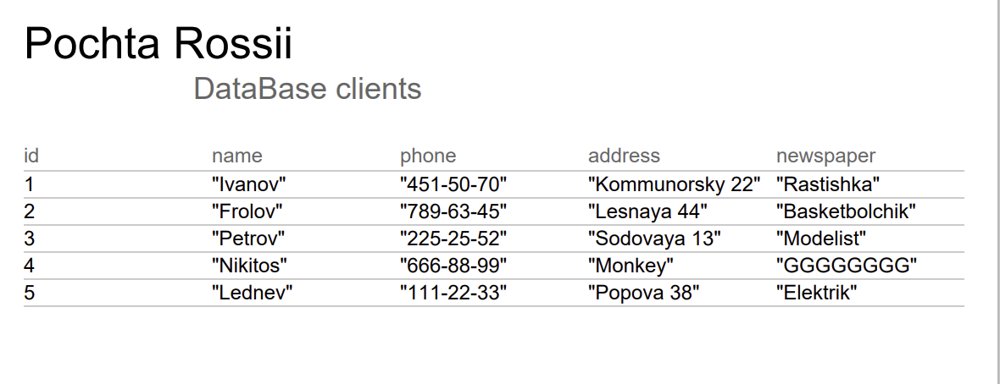 Pochta Rossii
DataBase clients
id name phone address newspaper
1 "Ivanov" "451-50-70" "Kommunorsky 22" "Rastishka"
2 "Frolov" "789-63-45" "Lesnaya 44" "Basketbolchik"
3 "Petrov" "225-25-52" "Sodovaya 13" "Modelist"
4 "Nikitos" "666-88-99" "Monkey" "GGGGGGGG"
5 "Lednev" "111-22-33" "Popova 38" "Elektrik"